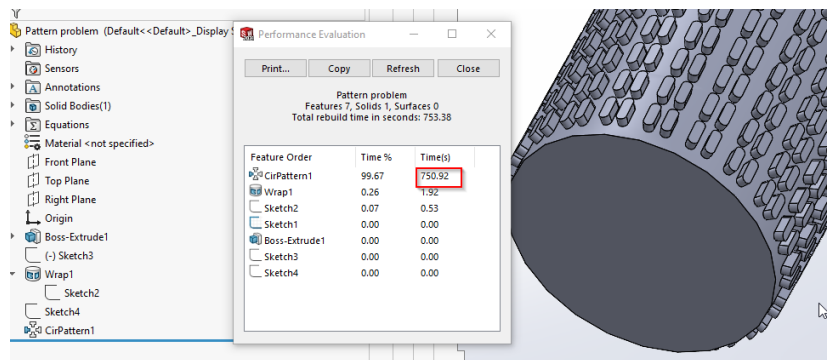 Pattern problem (Default<<Default>_Display
History
Sensors
Annotations
Solid Bodies(1)
Equations
Material <not specified>
Front Plane
Top Plane
Right Plane
Origin
Boss-Extrude1
(-) Sketch3
Wrap1
Sketch2
Sketch4
CirPattern1
Performance Evaluation
Print... Copy Refresh Close
Pattern problem
Features 7, Solids 1, Surfaces 0
Total rebuild time in seconds: 753.38
Feature Order Time % Time(s)
CirPattern1 99.67 750.92
Wrap1 0.26 1.92
Sketch2 0.07 0.53
Sketch1 0.00 0.00
Boss-Extrude1 0.00 0.00
Sketch3 0.00 0.00
Sketch4 0.00 0.00